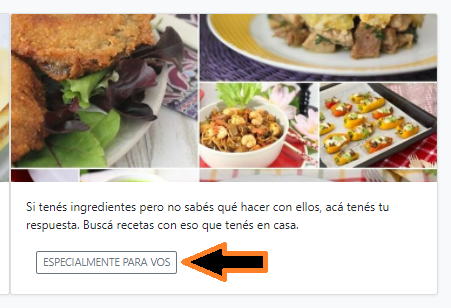 Si tenés ingredientes pero no sabés qué hacer con ellos, acá tenés tu
respuesta. Buscá recetas con eso que tenés en casa.
ESPECIALMENTE PARA VOS